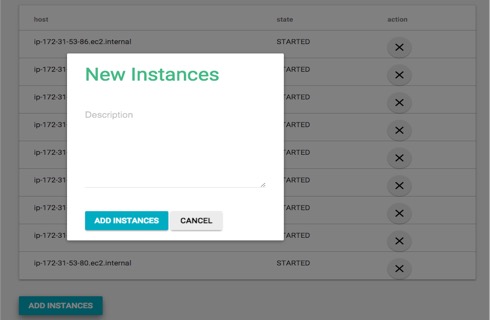 host state action
ip-172-31-53-86.ec2.internal STARTED
ip-172-31 STARTED
ip-172-31 STARTED
ip-172-31 STARTED
ip-172-31 STARTED
ip-172-31 STARTED
ip-172-31 STARTED
ip-172-31 STARTED
ip-172-31-53-80.ec2.internal STARTED
New Instances
Description
ADD INSTANCES CANCEL
ADD INSTANCES